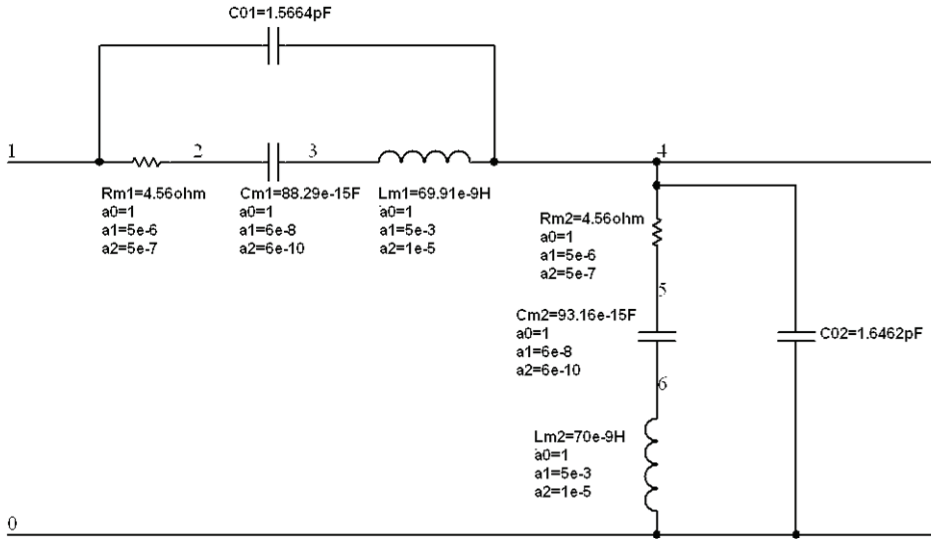 C01=1.5664pF
1
2
3
4
Rm1=4.56ohm
a0=1
a1=5e-6
a2=5e-7
Cm1=88.29e-15F
a0=1
a1=6e-8
a2=6e-10
Lm1=69.91e-9H
a0=1
a1=5e-3
a2=1e-5
Rm2=4.56ohm
a0=1
a1=5e-6
a2=5e-7
5
Cm2=93.16e-15F
a0=1
a1=6e-8
a2=6e-10
C02=1.6462pF
6
Lm2=70e-9H
a0=1
a1=5e-3
a2=1e-5
0